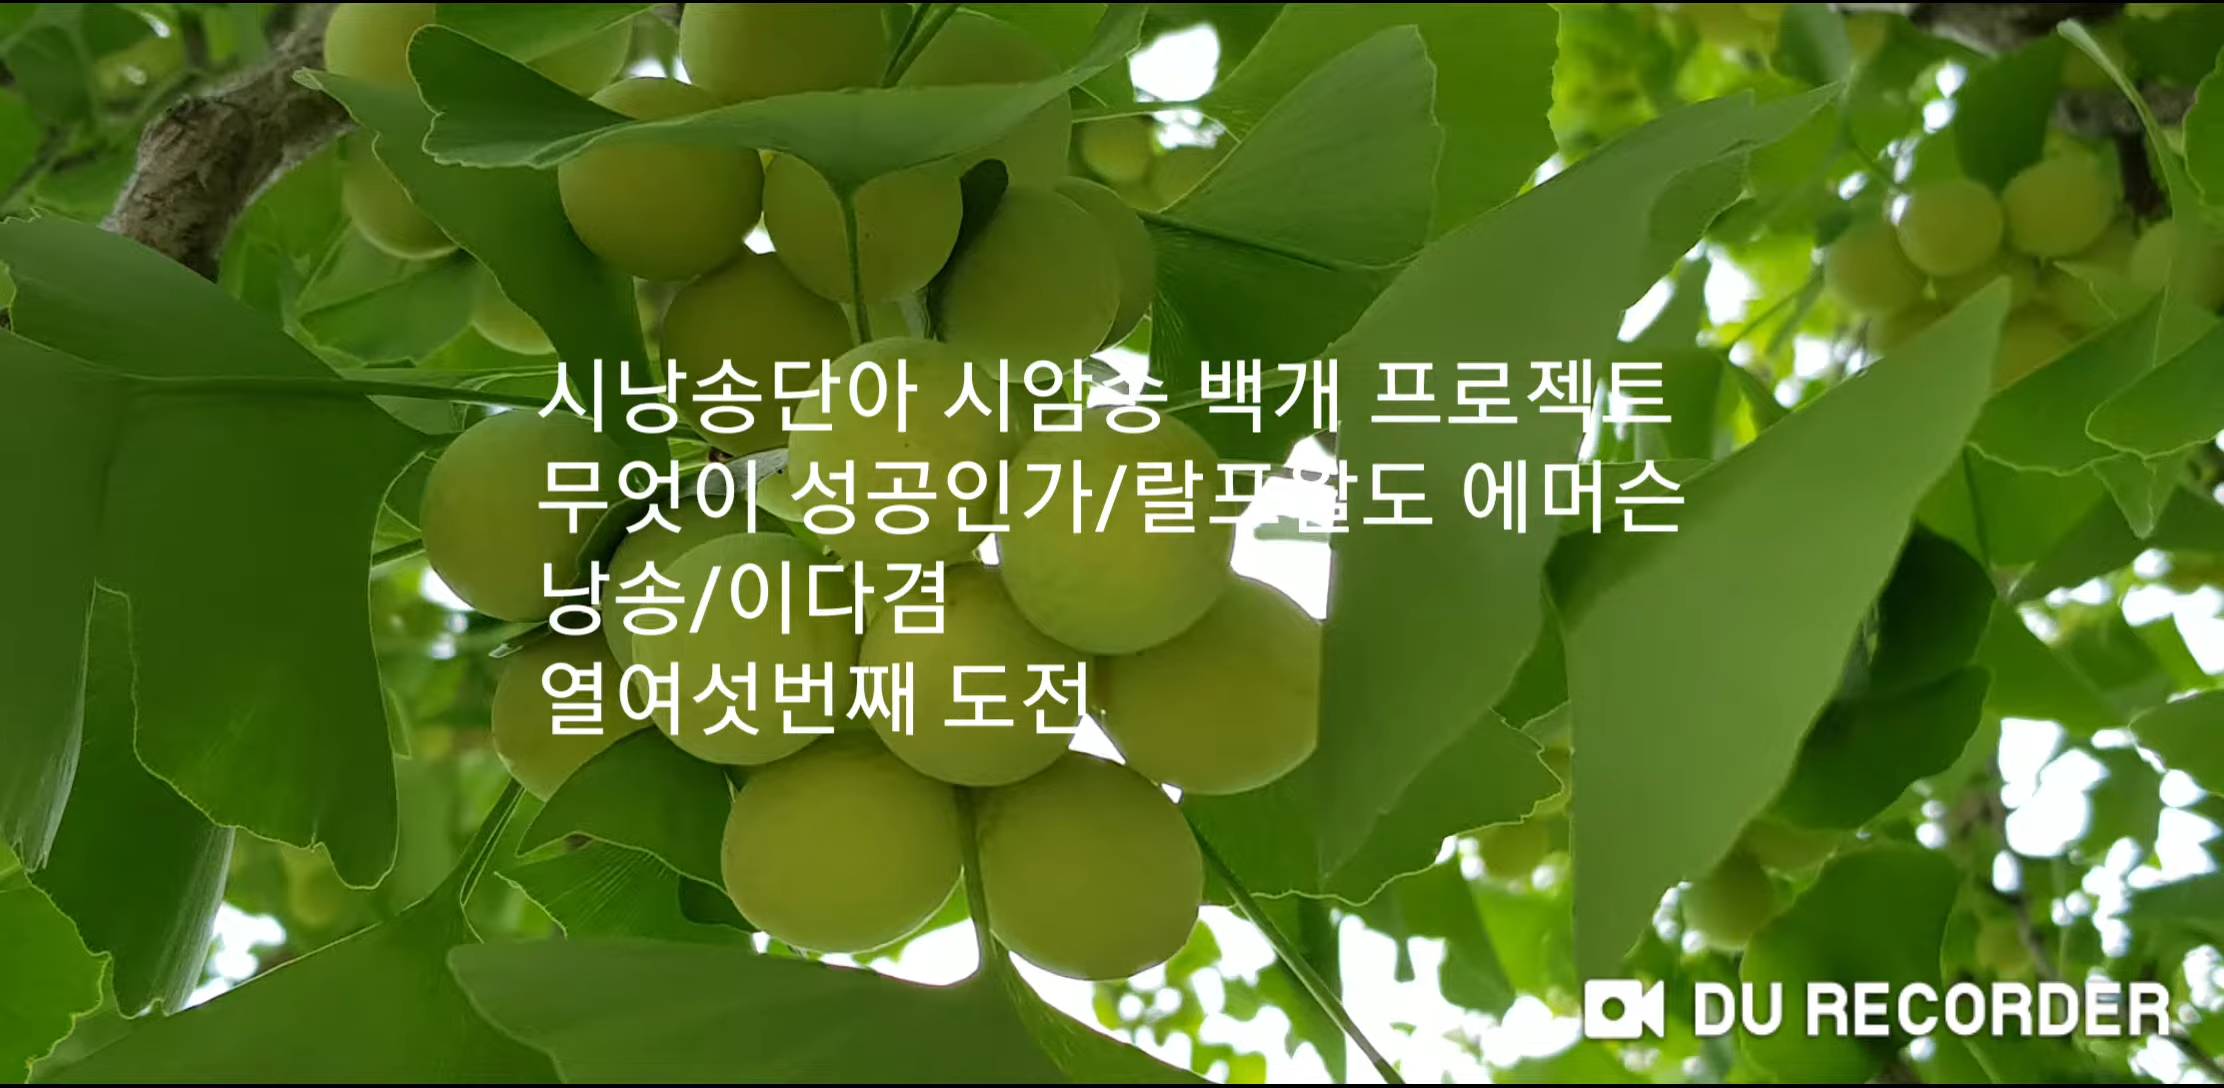 시낭송단아 시암송 백개 프로젝트
무엇이 성공인가/랄프왈도 에머슨
낭송/이다겸
열여섯번째 도전
DU RECORDER